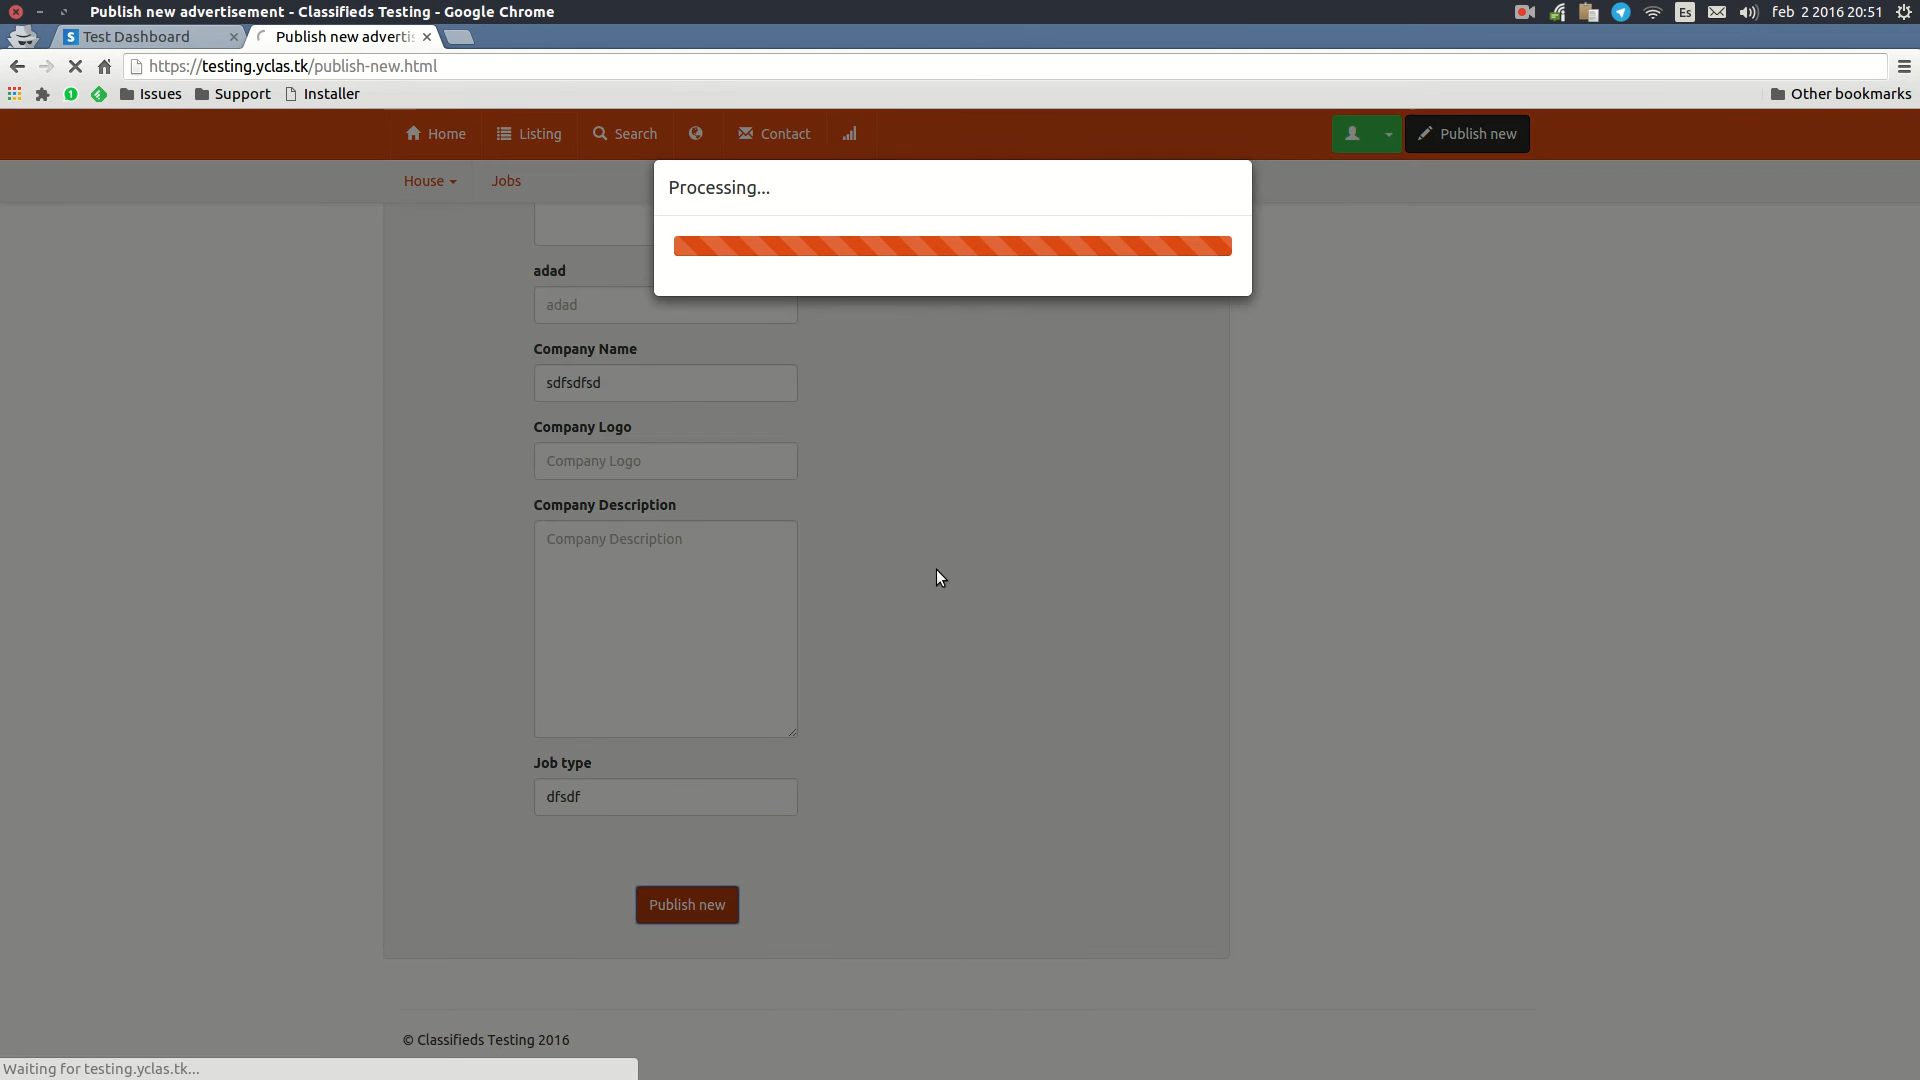 Publish new advertisement - Classifieds Testing - Google Chrome
Es
feb 2 2016 20:51
Test Dashboard
Publish new adverti
https://testing.yclas.tk/publish-new.html
Issues
Support
Installer
Other bookmarks
Home
Listing
Search
Contact
Publish new
House
Jobs
Processing...
adad
adad
Company Name
sdfsdfsd
Company Logo
Company Logo
Company Description
Company Description
Job type
dfsdf
Publish new
© Classifieds Testing 2016
Waiting for testing.yclas.tk...